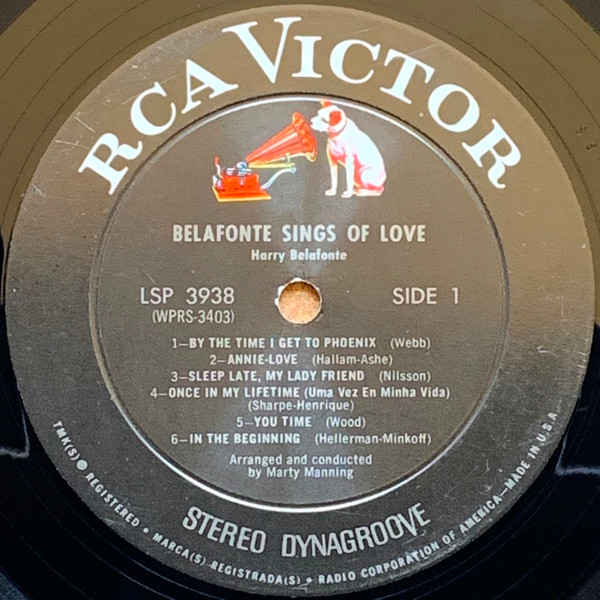 RCA VICTOR
BELAFONTE SINGS OF LOVE
Harry Belafonte
LSP 3938
(WPRS-3403)
SIDE 1
1—BY THE TIME I GET TO PHOENIX (Webb)
2—ANNIE-LOVE (Hallam-Ashe)
3—SLEEP LATE, MY LADY FRIEND (Nilsson)
4—ONCE IN MY LIFETIME (Uma Vez En Minha Vida)
(Sharpe-Henrique)
5—YOU TIME (Wood)
6—IN THE BEGINNING (Hellerman-Minkoff)
Arranged and conducted
by Marty Manning
STEREO DYNAGROOVE
TMK(S) ® REGISTERED • MARCA(S) REGISTRADA(S) • RADIO CORPORATION OF AMERICA—MADE IN U.S.A.